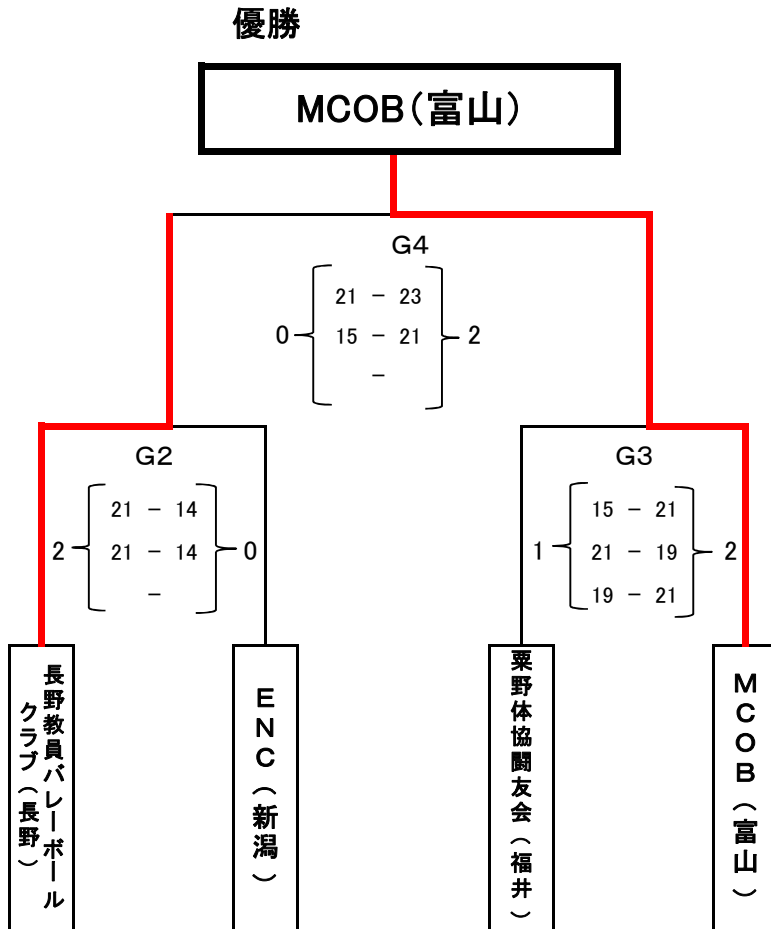 優勝
MCOB(富山)
G4
21 - 23
0 15 - 21 2
-
G2
21 - 14
2 21 - 14 0
-
G3
15 - 21
1 21 - 19 2
19 - 21
長野教員バレーボール
クラブ(長野)
ENC(新潟)
粟野体協闘友会(福井)
MCOB(富山)